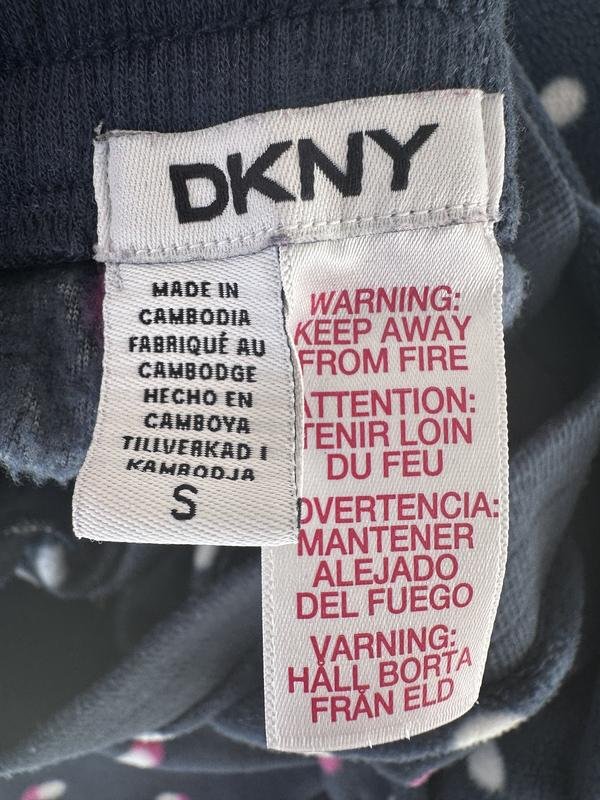 DKNY
MADE IN
CAMBODIA
FABRIQUÉ AU
CAMBODGE
HECHO EN
CAMBOYA
TILLVERKAD I
KAMBODJA
S
WARNING:
KEEP AWAY
FROM FIRE
ATTENTION:
TENIR LOIN
DU FEU
ADVERTENCIA:
MANTENER
ALEJADO
DEL FUEGO
VARNING:
HÅLL BORTA
FRÅN ELD